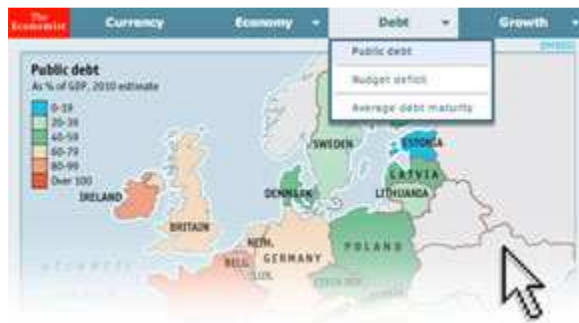 The Economist
Currency
Economy
Debt
Growth
Public debt
Budget deficit
Average debt maturity
Public debt
As % of GDP, 2010 estimate
0-19
20-39
40-59
60-79
80-99
Over 100
SWEDEN
ESTONIA
LATVIA
LITHUANIA
DENMARK
IRELAND
BRITAIN
NETH.
POLAND
GERMANY
BELG.
LUX.